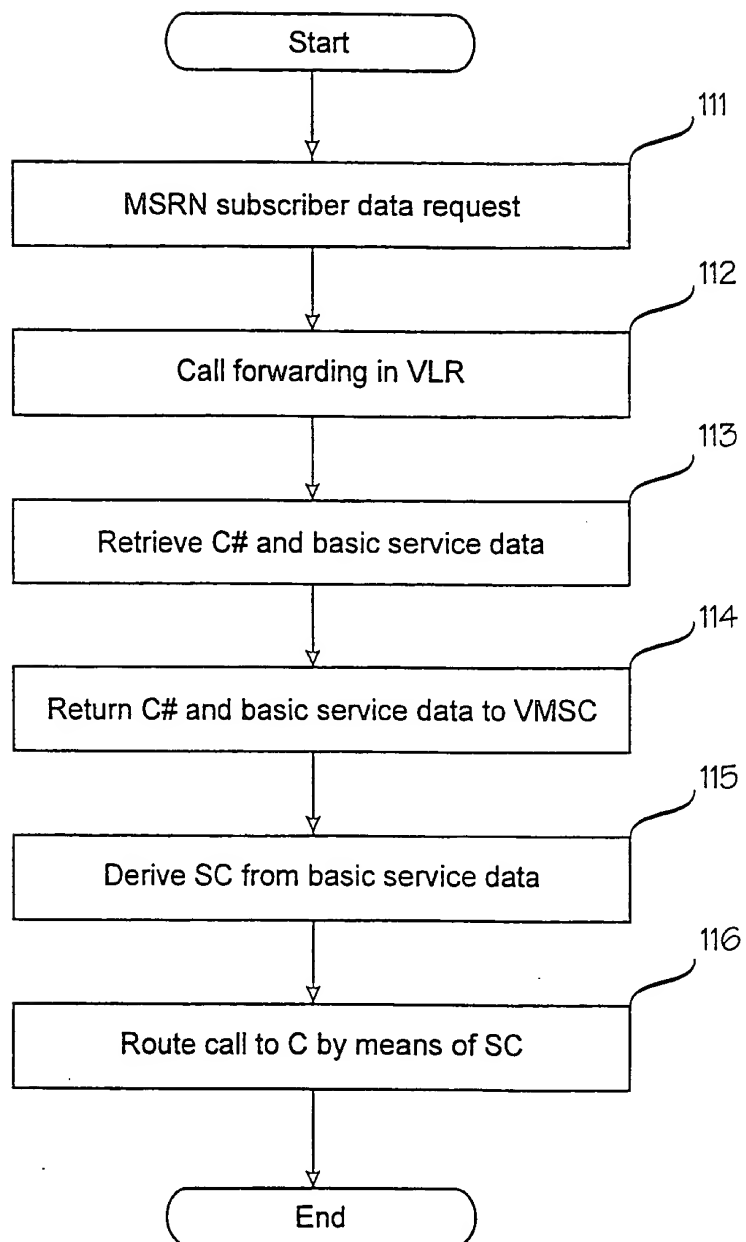 Start
111
MSRN subscriber data request
112
Call forwarding in VLR
113
Retrieve C# and basic service data
114
Return C# and basic service data to VMSC
115
Derive SC from basic service data
116
Route call to C by means of SC
End